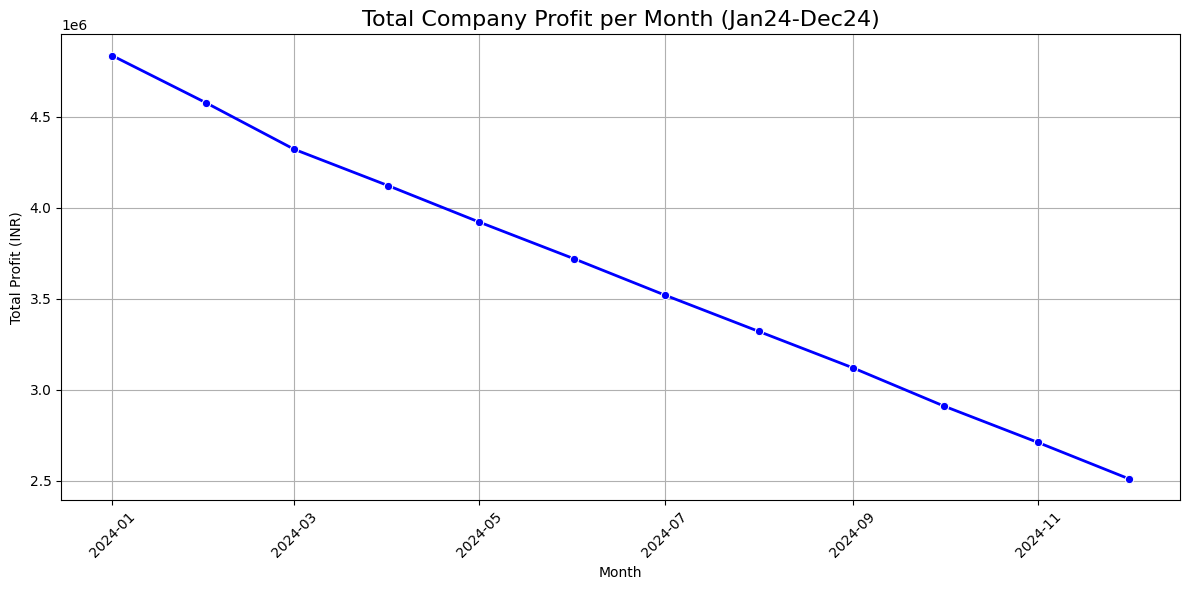 Total Company Profit per Month (Jan24-Dec24)
1e6
4.5
4.0
3.5
3.0
2.5
Total Profit (INR)
2024-01
2024-03
2024-05
2024-07
2024-09
2024-11
Month